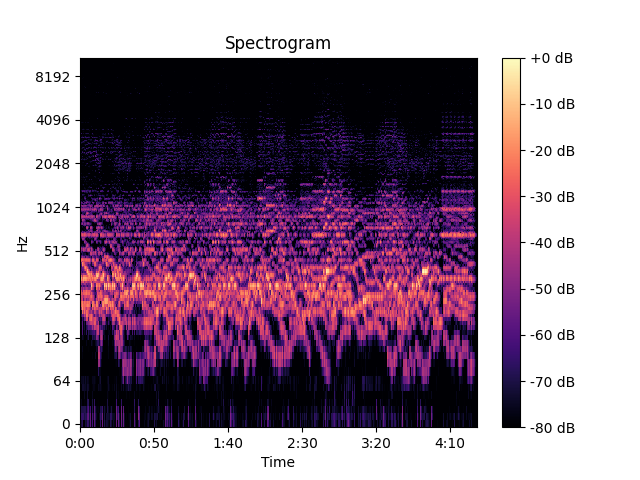 Spectrogram
Hz
8192
4096
2048
1024
512
256
128
64
0
0:00 0:50 1:40 2:30 3:20 4:10
Time
+0 dB
-10 dB
-20 dB
-30 dB
-40 dB
-50 dB
-60 dB
-70 dB
-80 dB